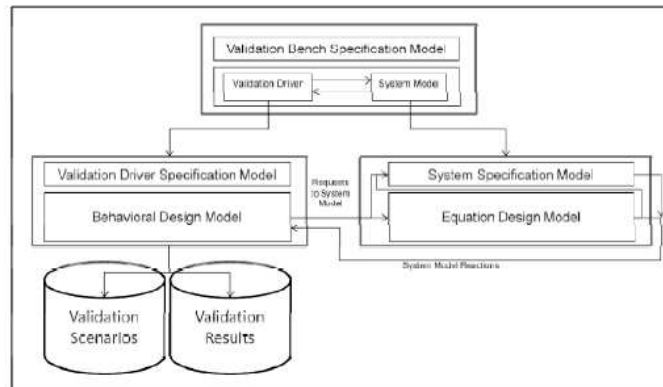 Validation Bench Specification Model
Validation Driver
System Model
Validation Driver Specification Model
Behavioral Design Model
Requests
to System
Model
System Specification Model
Equation Design Model
System Model Reactions
Validation
Scenarios
Validation
Results